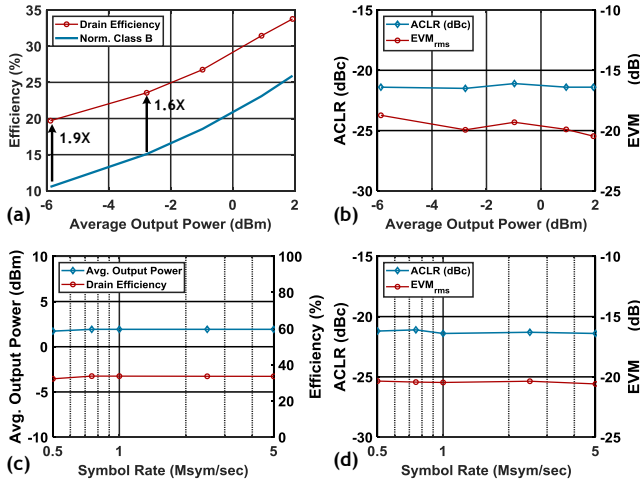 35
30
25
20
15
10
Efficiency (%)
Drain Efficiency
Norm. Class B
1.9X
1.6X
-6
-4
-2
0
2
Average Output Power (dBm)
(a)
-15
-20
-25
-30
ACLR (dBc)
ACLR (dBc)
EVMrms
-10
-15
-20
-25
EVM (dB)
-6
-4
-2
0
2
Average Output Power (dBm)
(b)
10
5
0
-5
-10
Avg. Output Power (dBm)
Avg. Output Power
Drain Efficiency
100
80
60
40
20
0
Efficiency (%)
0.5
1
5
Symbol Rate (Msym/sec)
(c)
-15
-20
-25
-30
ACLR (dBc)
ACLR (dBc)
EVMrms
-10
-15
-20
-25
EVM (dB)
0.5
1
5
Symbol Rate (Msym/sec)
(d)